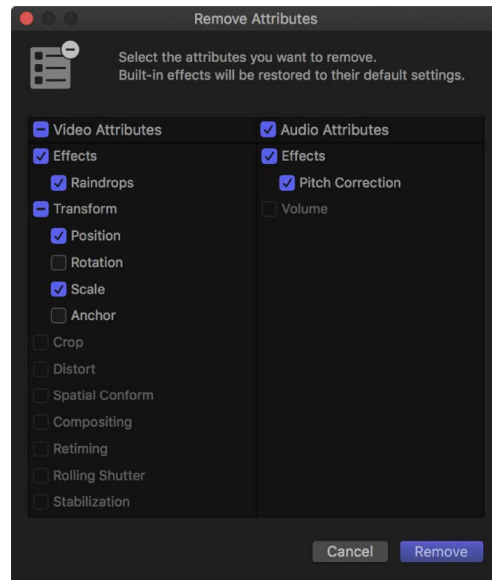 Remove Attributes
Select the attributes you want to remove.
Built-in effects will be restored to their default settings.
Video Attributes
Effects
Raindrops
Transform
Position
Rotation
Scale
Anchor
Crop
Distort
Spatial Conform
Compositing
Retiming
Rolling Shutter
Stabilization
Audio Attributes
Effects
Pitch Correction
Volume
Cancel
Remove